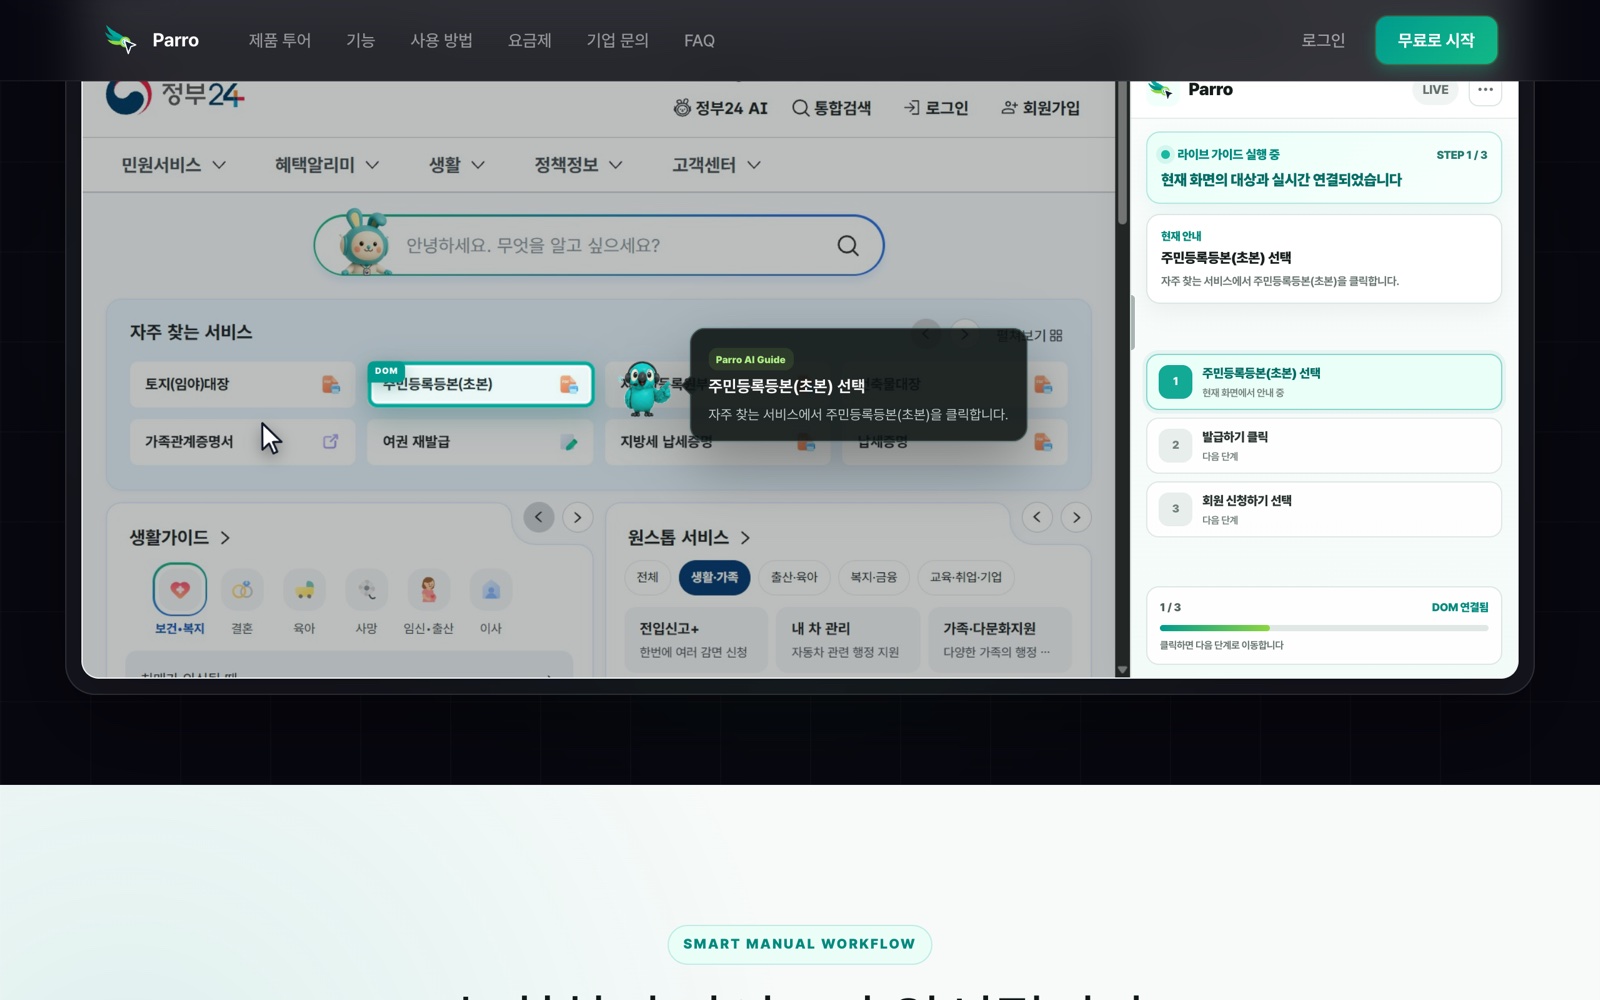 Parro
제품 투어
기능
사용 방법
요금제
기업 문의
FAQ
로그인
무료로 시작
정부24
정부24 AI
통합검색
로그인
회원가입
민원서비스
혜택알리미
생활
정책정보
고객센터
안녕하세요. 무엇을 알고 싶으세요?
자주 찾는 서비스
토지(임야)대장
DOM
주민등록등본(초본)
가족관계증명서
여권 재발급
지방세 납세증명
납세증명
Parro AI Guide
주민등록등본(초본) 선택
자주 찾는 서비스에서 주민등록등본(초본)을 클릭합니다.
생활가이드
보건•복지
결혼
육아
사망
임신•출산
이사
원스톱 서비스
전체
생활·가족
출산·육아
복지·금융
교육·취업·기업
전입신고+
한번에 여러 감면 신청
내 차 관리
자동차 관련 행정 지원
가족·다문화지원
다양한 가족의 행정 ···
Parro
LIVE
라이브 가이드 실행 중
STEP 1 / 3
현재 화면의 대상과 실시간 연결되었습니다
현재 안내
주민등록등본(초본) 선택
자주 찾는 서비스에서 주민등록등본(초본)을 클릭합니다.
1
주민등록등본(초본) 선택
현재 화면에서 안내 중
2
발급하기 클릭
다음 단계
3
회원 신청하기 선택
다음 단계
1 / 3
DOM 연결됨
클릭하면 다음 단계로 이동합니다
SMART MANUAL WORKFLOW